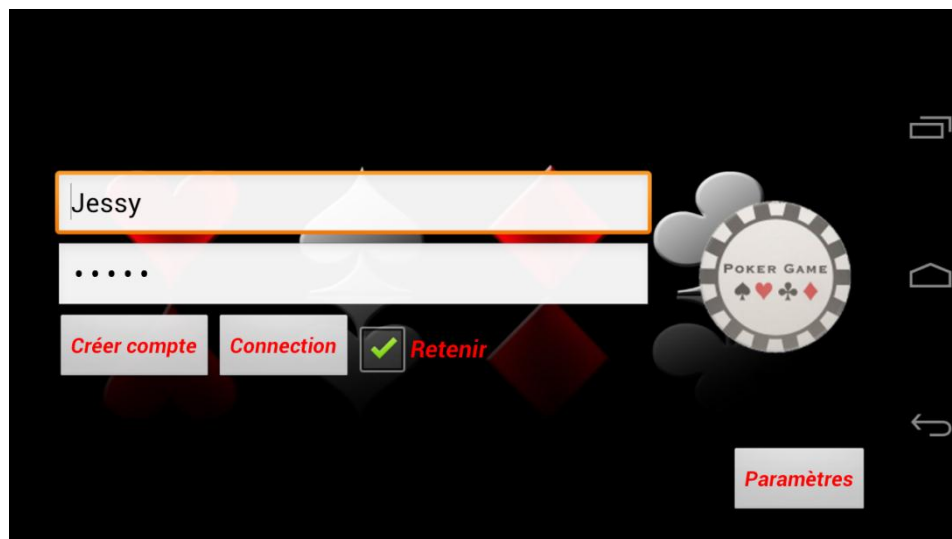 Jessy
•••••
POKER GAME
Créer compte
Connection
Retenir
Paramètres